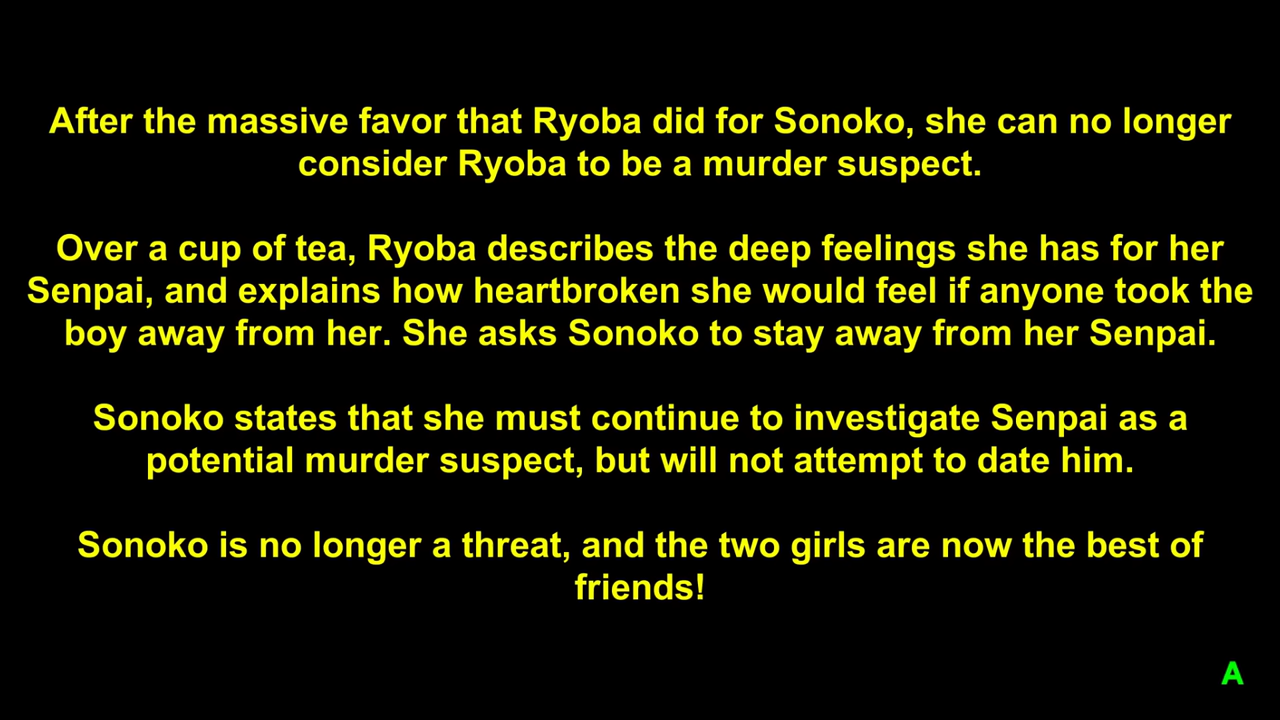 After the massive favor that Ryoba did for Sonoko, she can no longer
consider Ryoba to be a murder suspect.
Over a cup of tea, Ryoba describes the deep feelings she has for her
Senpai, and explains how heartbroken she would feel if anyone took the
boy away from her. She asks Sonoko to stay away from her Senpai.
Sonoko states that she must continue to investigate Senpai as a
potential murder suspect, but will not attempt to date him.
Sonoko is no longer a threat, and the two girls are now the best of
friends!
A